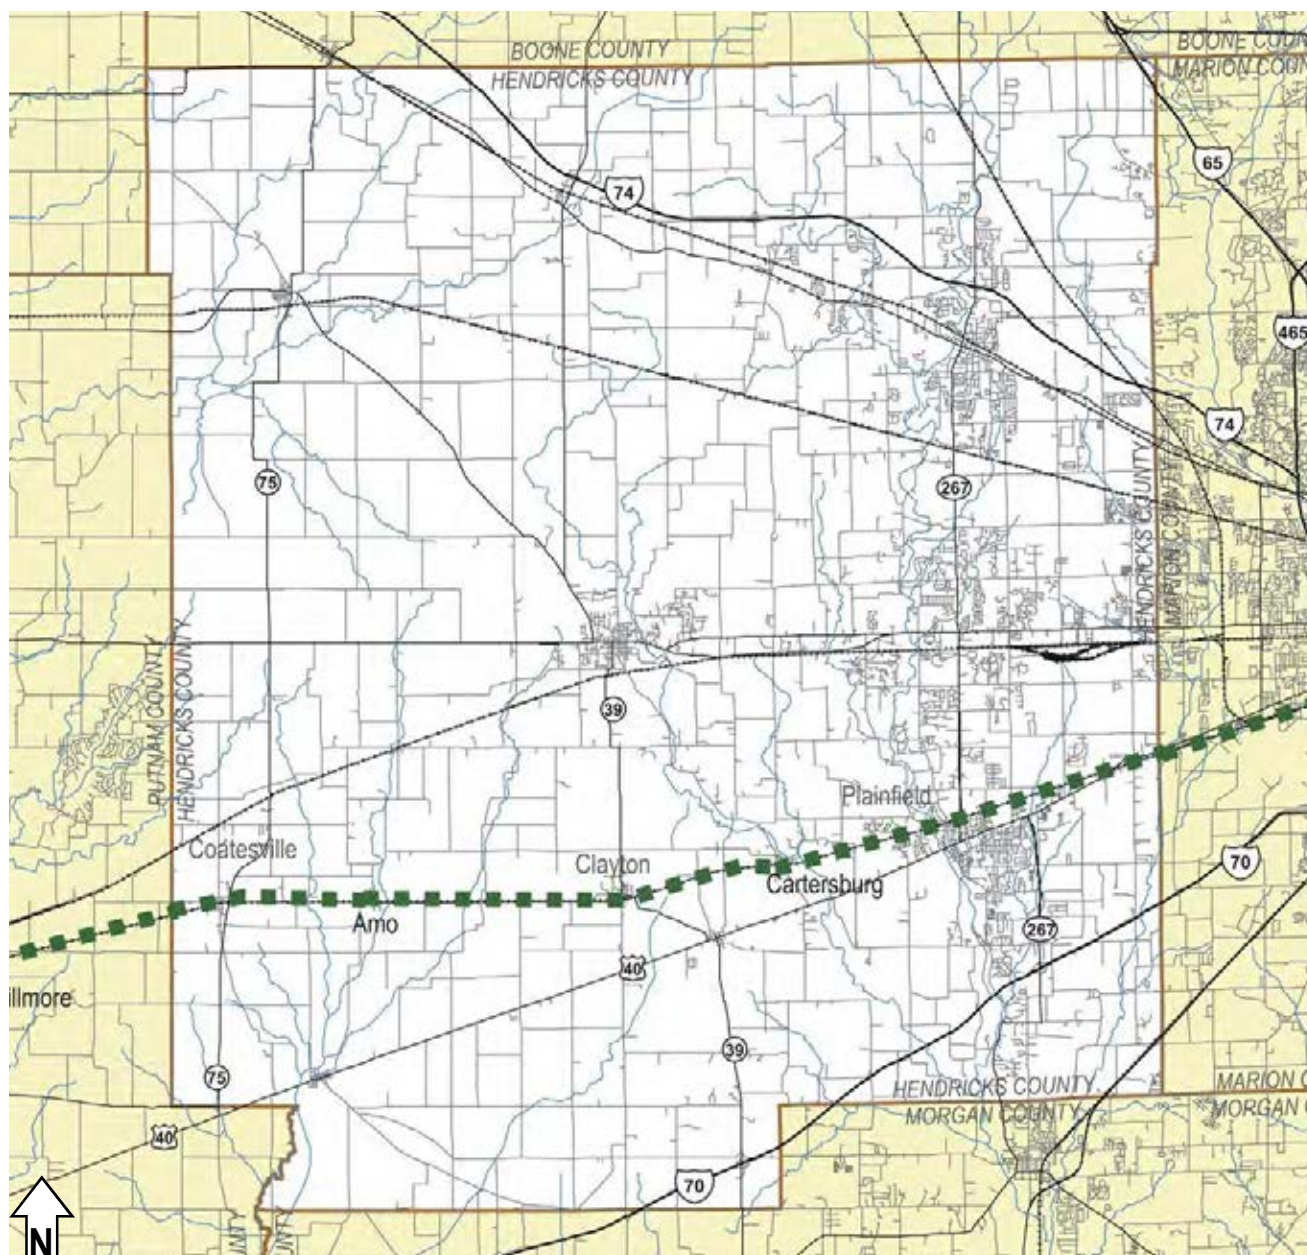 BOONE COUNTY
HENDRICKS COUNTY
BOONE COUN
MARION COUN
65
74
465
74
75
267
HENDRICKS COUNTY
MARION COUNTY
PUTNAM COUNTY
HENDRICKS COUNTY
39
Plainfield
Coatesville
Clayton
Cartersburg
70
Amo
267
40
illmore
39
75
HENDRICKS COUNTY
MORGAN COUNTY
MARION C
MORGAN C
40
70
N
UNTY
UNTY